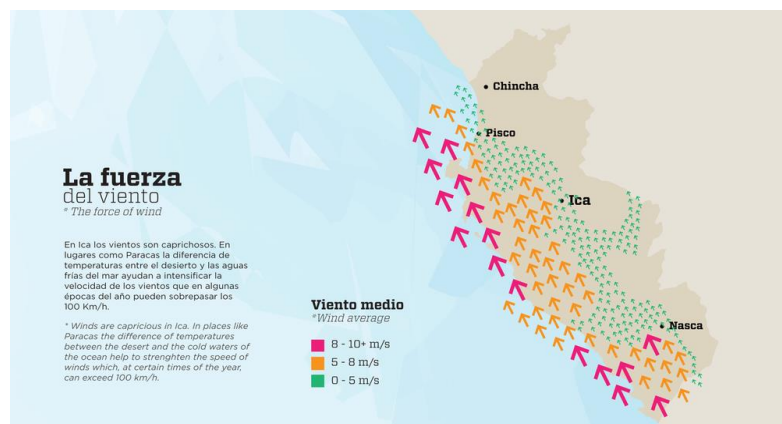 La fuerza
del viento
* The force of wind
En Ica los vientos son caprichosos. En
lugares como Paracas la diferencia de
temperaturas entre el desierto y las aguas
frías del mar ayudan a intensificar la
velocidad de los vientos que en algunas
épocas del año pueden sobrepasar los
100 Km/h.
* Winds are capricious in Ica. In places like
Paracas the difference of temperatures
between the desert and the cold waters of
the ocean help to strenghten the speed of
winds which, at certain times of the year,
can exceed 100 km/h.
Viento medio
*Wind average
8 - 10+ m/s
5 - 8 m/s
0 - 5 m/s
Chincha
Pisco
Ica
Nasca